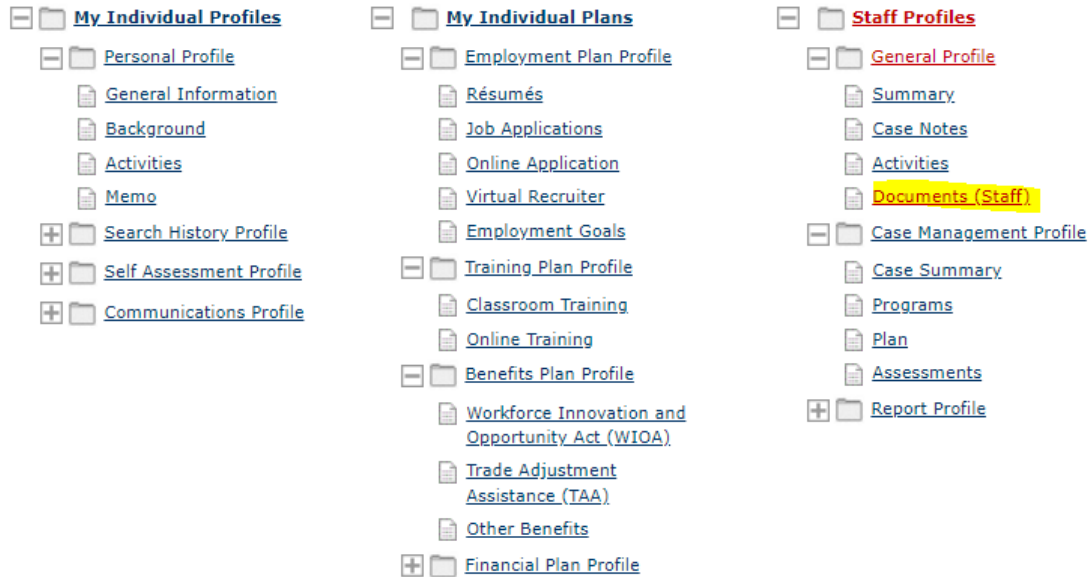 My Individual Profiles
Personal Profile
General Information
Background
Activities
Memo
Search History Profile
Self Assessment Profile
Communications Profile
My Individual Plans
Employment Plan Profile
Résumés
Job Applications
Online Application
Virtual Recruiter
Employment Goals
Training Plan Profile
Classroom Training
Online Training
Benefits Plan Profile
Workforce Innovation and
Opportunity Act (WIOA)
Trade Adjustment
Assistance (TAA)
Other Benefits
Financial Plan Profile
Staff Profiles
General Profile
Summary
Case Notes
Activities
Documents (Staff)
Case Management Profile
Case Summary
Programs
Plan
Assessments
Report Profile